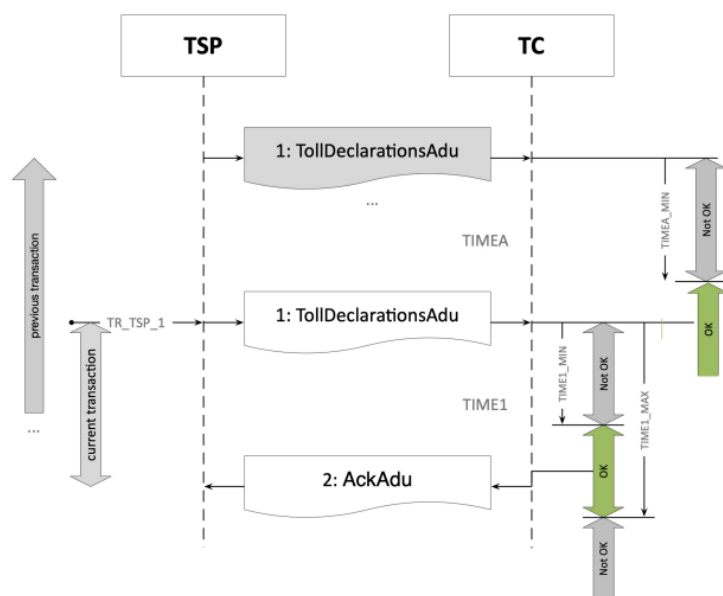 TSP
TC
1: TollDeclarationsAdu
...
TIMEA
TIMEA_MIN
Not OK
OK
previous transaction
...
TR_TSP_1
1: TollDeclarationsAdu
current transaction
TIME1
TIME1_MIN
Not OK
TIME1_MAX
OK
2: AckAdu
Not OK